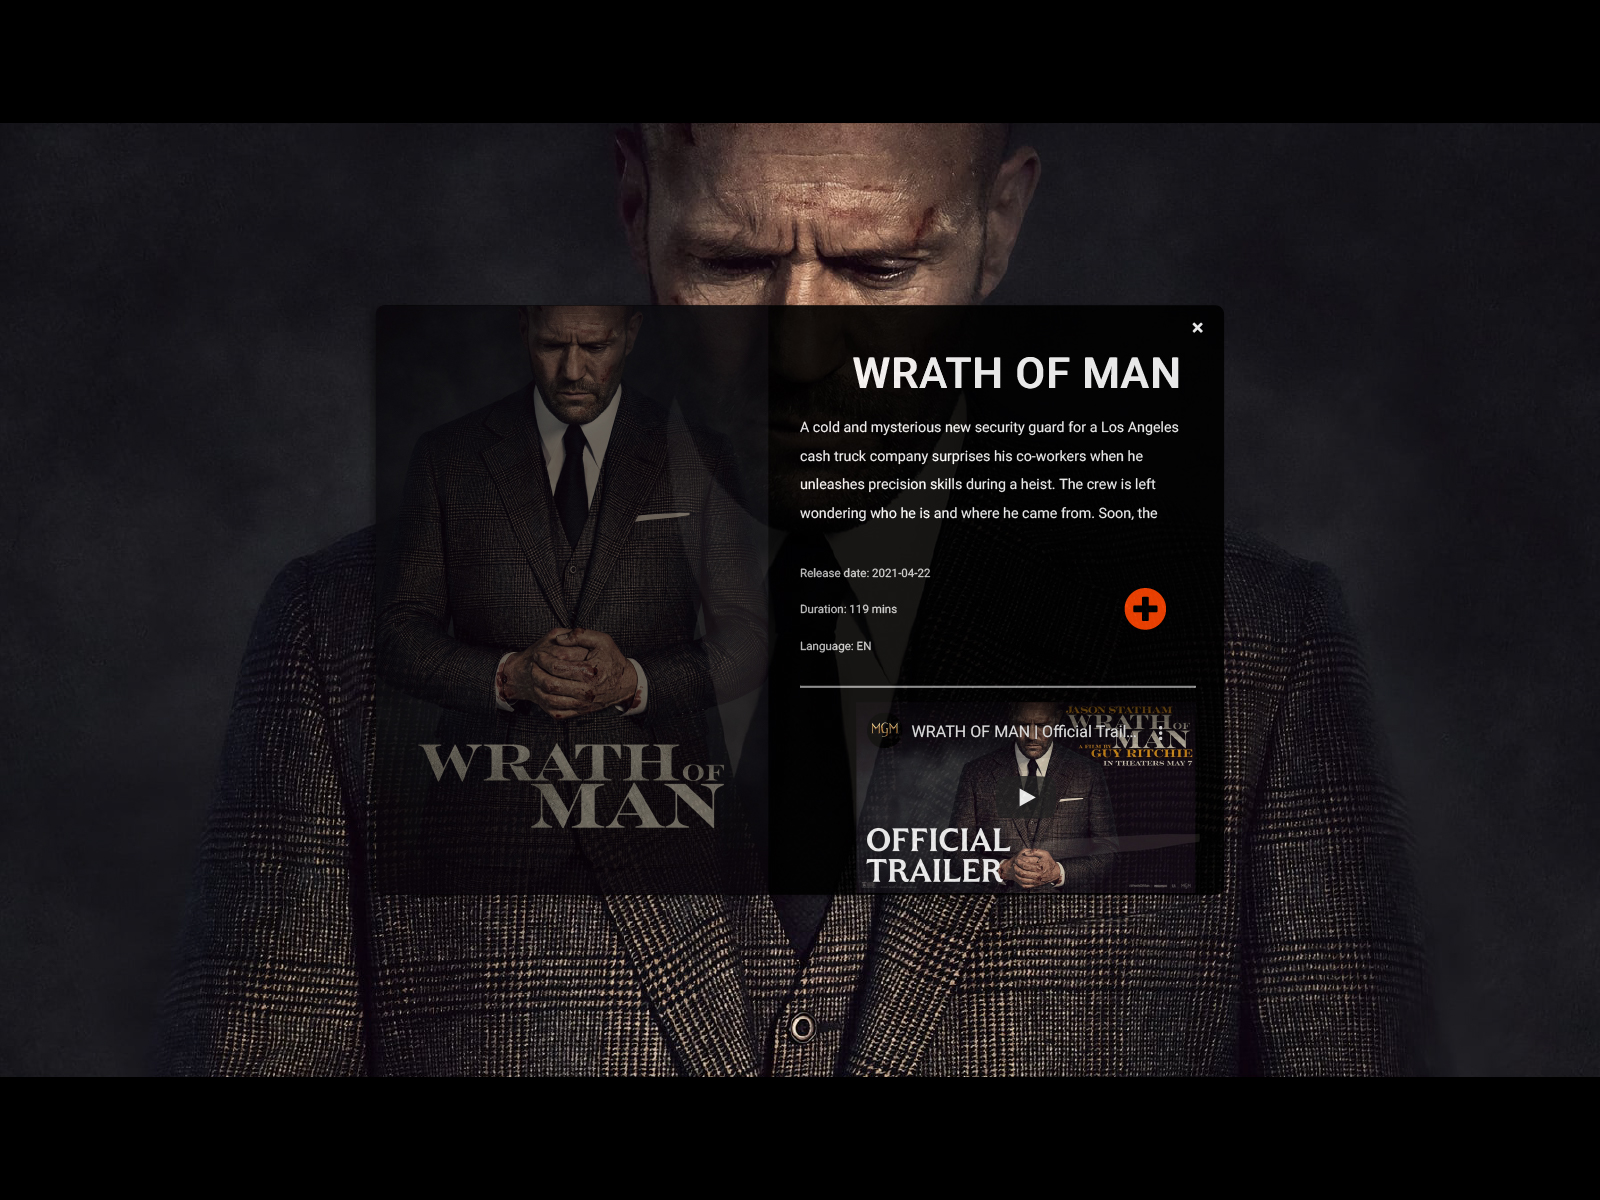 WRATH OF MAN
A cold and mysterious new security guard for a Los Angeles
cash truck company surprises his co-workers when he
unleashes precision skills during a heist. The crew is left
wondering who he is and where he came from. Soon, the
Release date: 2021-04-22
Duration: 119 mins
Language: EN
WRATH OF
MAN
MGM
WRATH OF MAN | Official Trail...
JASON STATHAM
WRATH OF
MAN
A FILM BY
GUY RITCHIE
IN THEATERS MAY 7
OFFICIAL
TRAILER